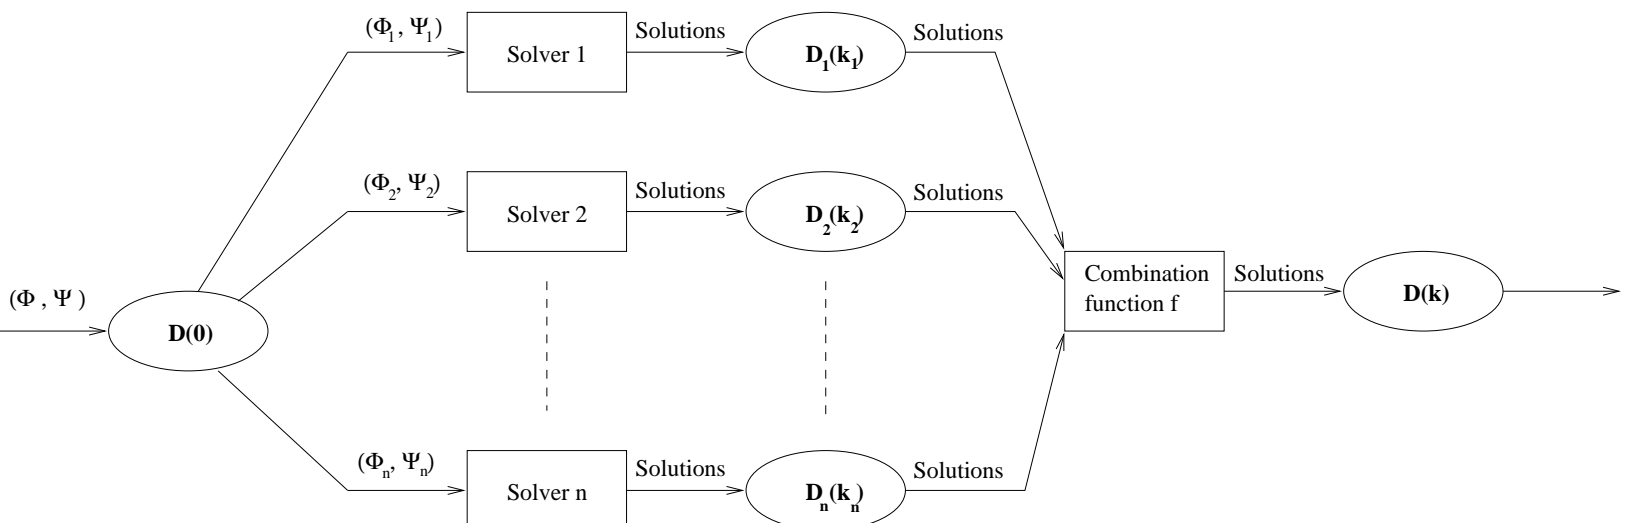 (Φ₁, Ψ₁)
Solver 1
Solutions
D₁(k₁)
Solutions
(Φ₂, Ψ₂)
Solver 2
Solutions
D₂(k₂)
Solutions
(Φ , Ψ )
D(0)
Combination
function f
Solutions
D(k)
(Φₙ, Ψₙ)
Solver n
Solutions
Dₙ(kₙ)
Solutions